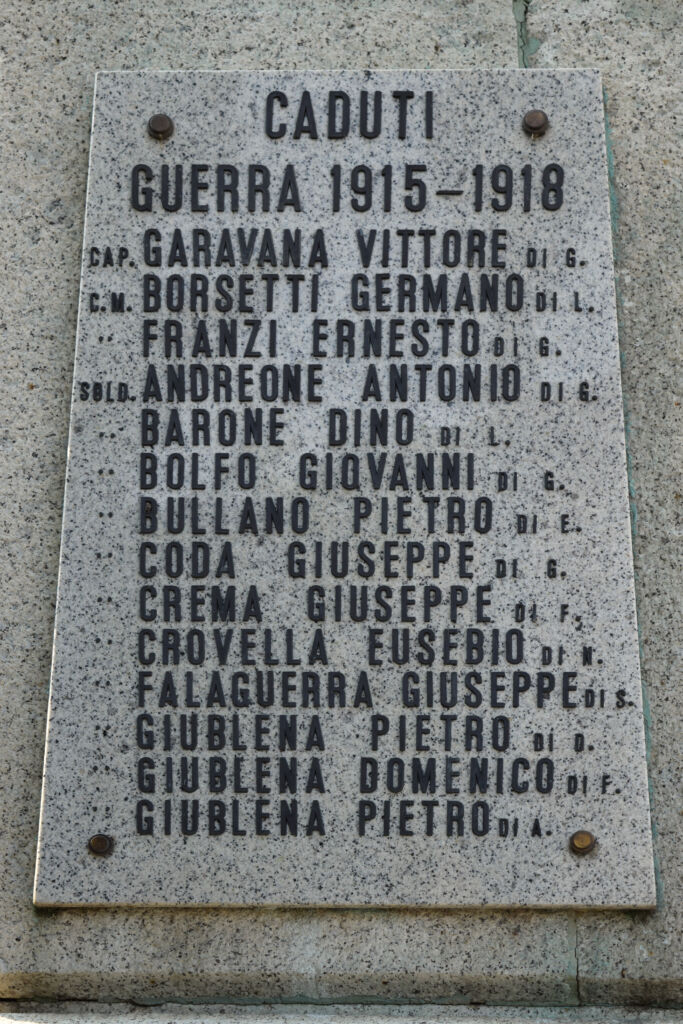 CADUTI
GUERRA 1915-1918
CAP. GARAVANA VITTORE DI G.
C.M. BORSETTI GERMANO DI L.
" FRANZI ERNESTO DI G.
SOLD. ANDREONE ANTONIO DI G.
" BARONE DINO DI L.
" BOLFO GIOVANNI DI G.
" BULLANO PIETRO DI E.
" CODA GIUSEPPE DI G.
" CREMA GIUSEPPE DI F.
" CROVELLA EUSEBIO DI N.
" FALAGUERRA GIUSEPPE DI S.
" GIUBLENA PIETRO DI D.
" GIUBLENA DOMENICO DI F.
" GIUBLENA PIETRO DI A.